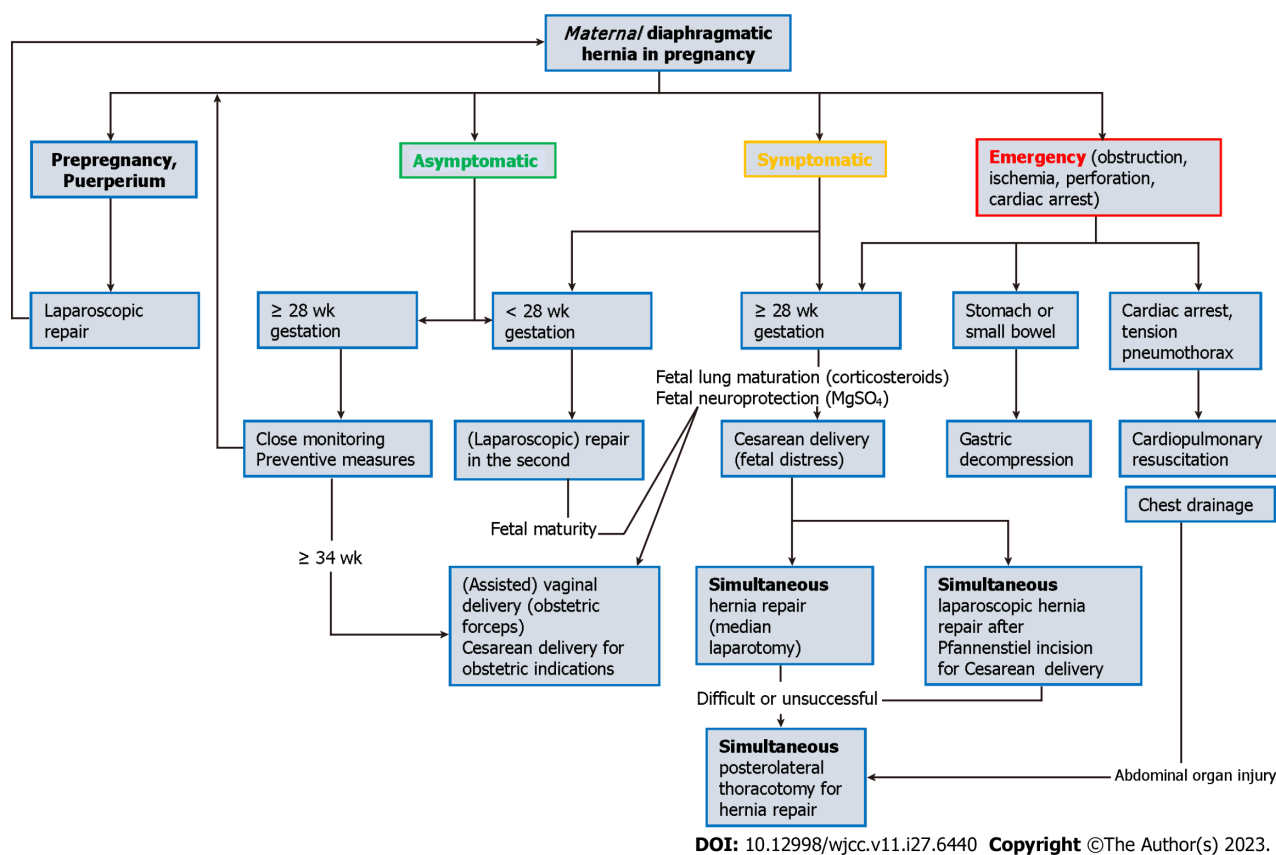 Maternal diaphragmatic
hernia in pregnancy
Prepregnancy,
Puerperium
Asymptomatic
Symptomatic
Emergency (obstruction,
ischemia, perforation,
cardiac arrest)
Laparoscopic
repair
≥ 28 wk
gestation
< 28 wk
gestation
≥ 28 wk
gestation
Stomach or
small bowel
Cardiac arrest,
tension
pneumothorax
Fetal lung maturation (corticosteroids)
Fetal neuroprotection (MgSO₄)
Close monitoring
Preventive measures
(Laparoscopic) repair
in the second
Cesarean delivery
(fetal distress)
Gastric
decompression
Cardiopulmonary
resuscitation
Chest drainage
Fetal maturity
≥ 34 wk
(Assisted) vaginal
delivery (obstetric
forceps)
Cesarean delivery for
obstetric indications
Simultaneous
hernia repair
(median
laparotomy)
Simultaneous
laparoscopic hernia
repair after
Pfannenstiel incision
for Cesarean delivery
Difficult or unsuccessful
Simultaneous
posterolateral
thoracotomy for
hernia repair
Abdominal organ injury
DOI: 10.12998/wjcc.v11.i27.6440 Copyright ©The Author(s) 2023.